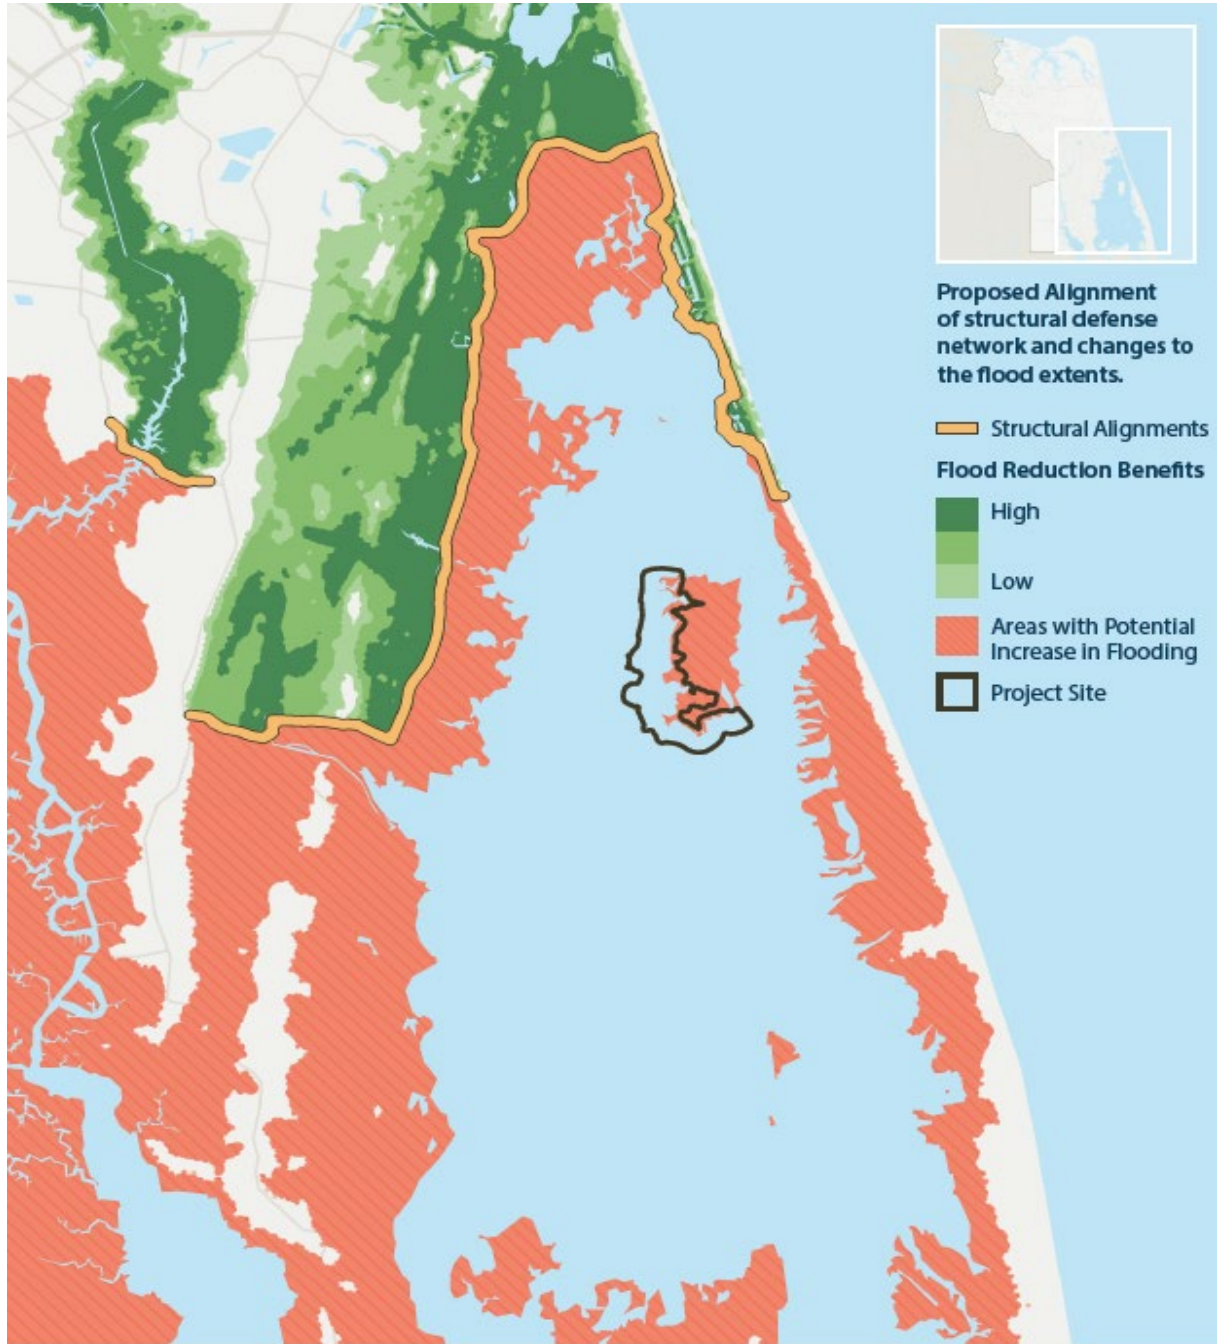 Proposed Alignment
of structural defense
network and changes to
the flood extents.
Structural Alignments
Flood Reduction Benefits
High
Low
Areas with Potential
Increase in Flooding
Project Site